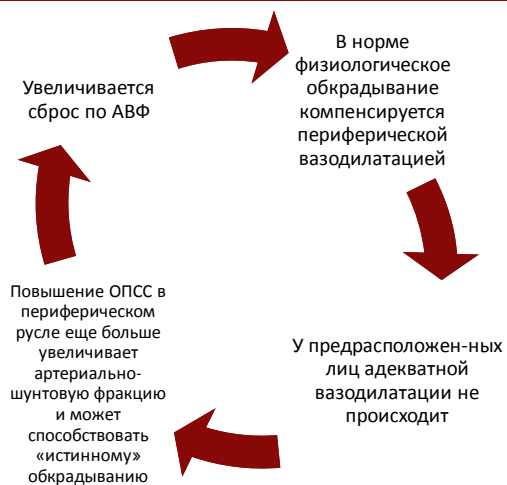 В норме
физиологическое
обкрадывание
компенсируется
периферической
вазодилатацией
У предрасположен-ных
лиц адекватной
вазодилатации не
происходит
Повышение ОПСС в
периферическом
русле еще больше
увеличивает
артериально-
шунтовую фракцию
и может
способствовать
«истинному»
обкрадыванию
Увеличивается
сброс по АВФ